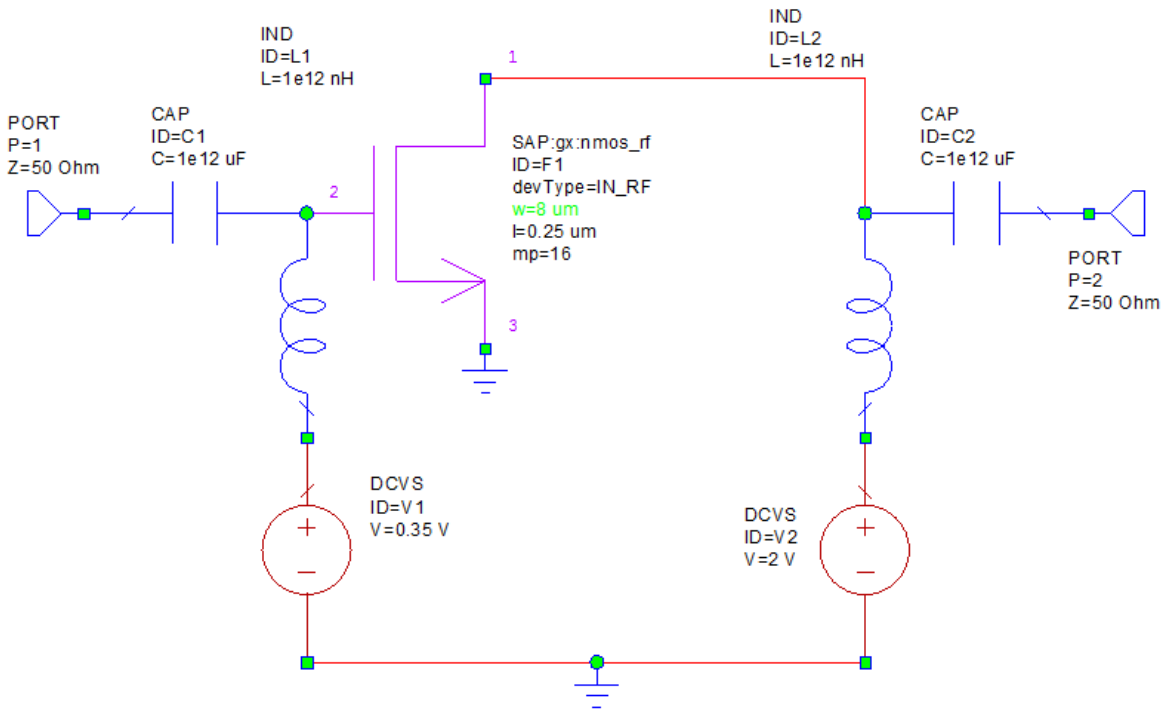 IND
ID=L1
L=1e12 nH
1
IND
ID=L2
L=1e12 nH
PORT
P=1
Z=50 Ohm
CAP
ID=C1
C=1e12 uF
2
SAP:gx:nmos_rf
ID=F1
devType=IN_RF
w=8 um
l=0.25 um
mp=16
CAP
ID=C2
C=1e12 uF
PORT
P=2
Z=50 Ohm
3
DCVS
ID=V1
V=0.35 V
DCVS
ID=V2
V=2 V